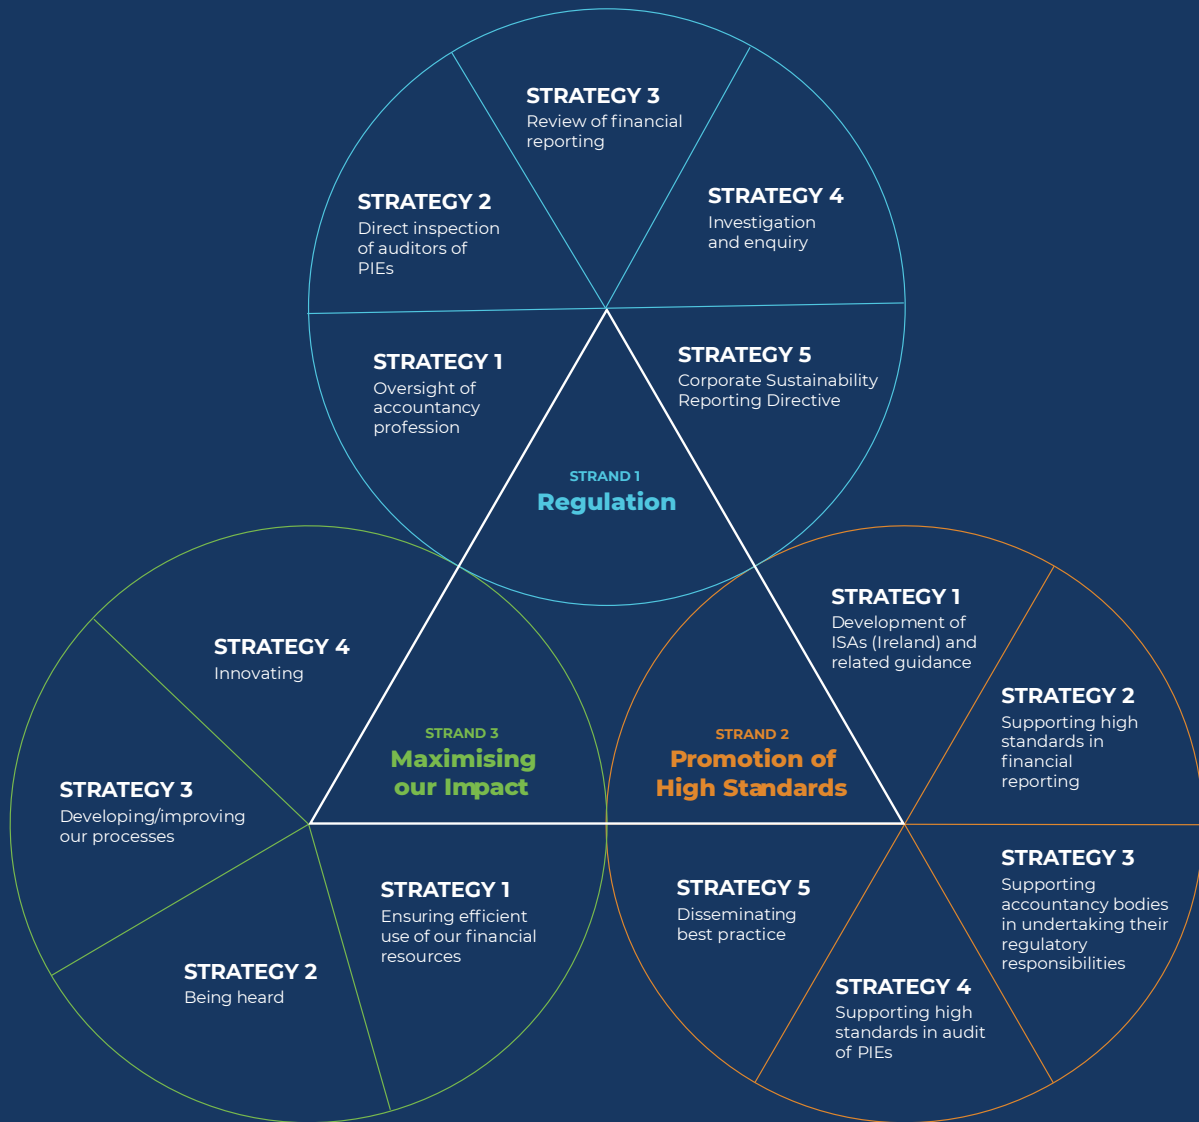 STRATEGY 3
Review of financial
reporting
STRATEGY 2
Direct inspection
of auditors of
PIEs
STRATEGY 4
Investigation
and enquiry
STRATEGY 1
Oversight of
accountancy
profession
STRATEGY 5
Corporate Sustainability
Reporting Directive
STRAND 1
Regulation
STRATEGY 1
Development of
ISAs (Ireland) and
related guidance
STRATEGY 2
Supporting high
standards in
financial
reporting
STRAND 2
Promotion of
High Standards
STRATEGY 3
Supporting
accountancy bodies
in undertaking their
regulatory
responsibilities
STRATEGY 4
Supporting high
standards in audit
of PIEs
STRATEGY 5
Disseminating
best practice
STRAND 3
Maximising
our Impact
STRATEGY 1
Ensuring efficient
use of our financial
resources
STRATEGY 2
Being heard
STRATEGY 3
Developing/improving
our processes
STRATEGY 4
Innovating